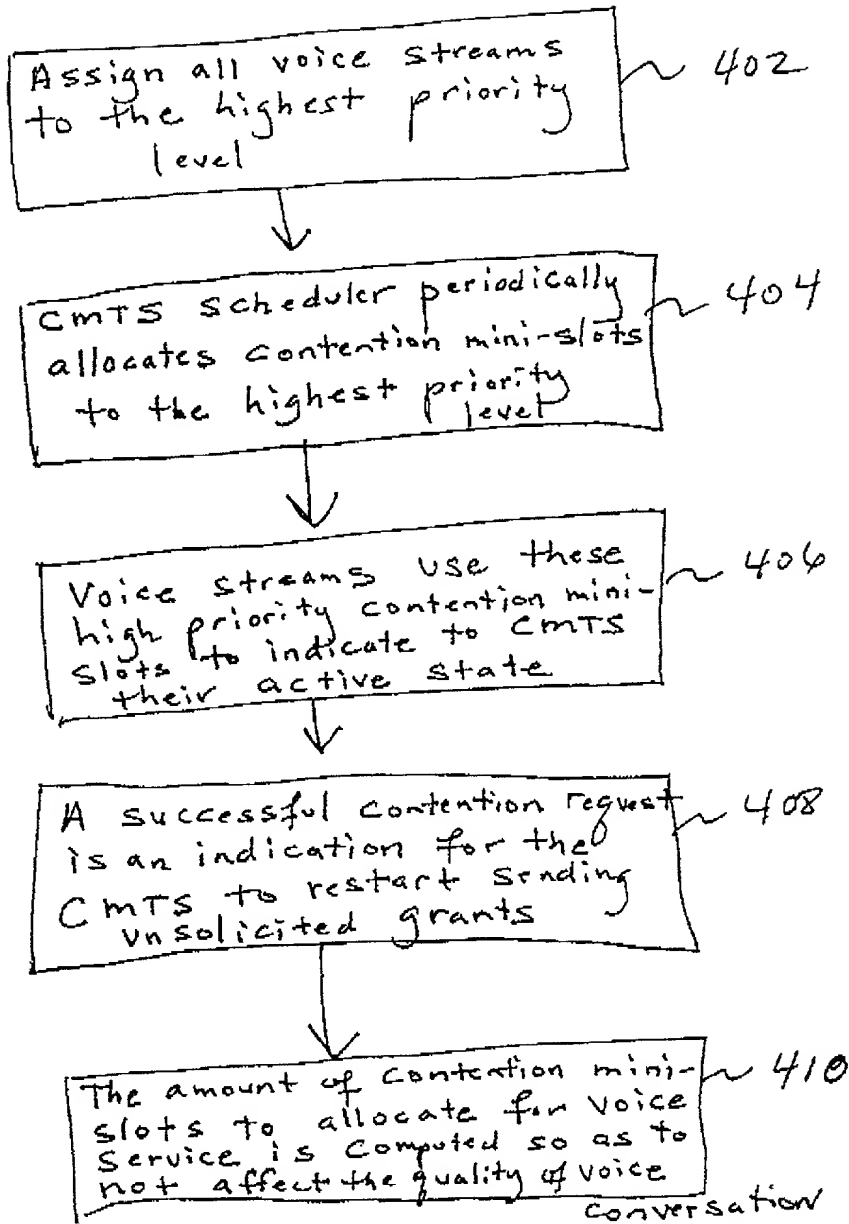 Assign all voice streams
to the highest priority
level
402
CMTS scheduler periodically
allocates contention mini-slots
to the highest priority
level
404
Voice streams use these
high priority contention mini-
slots to indicate to CMTS
their active state
406
A successful contention request
is an indication for the
CMTS to restart sending
unsolicited grants
408
The amount of contention mini-
slots to allocate for voice
service is computed so as to
not affect the quality of voice
conversation
410